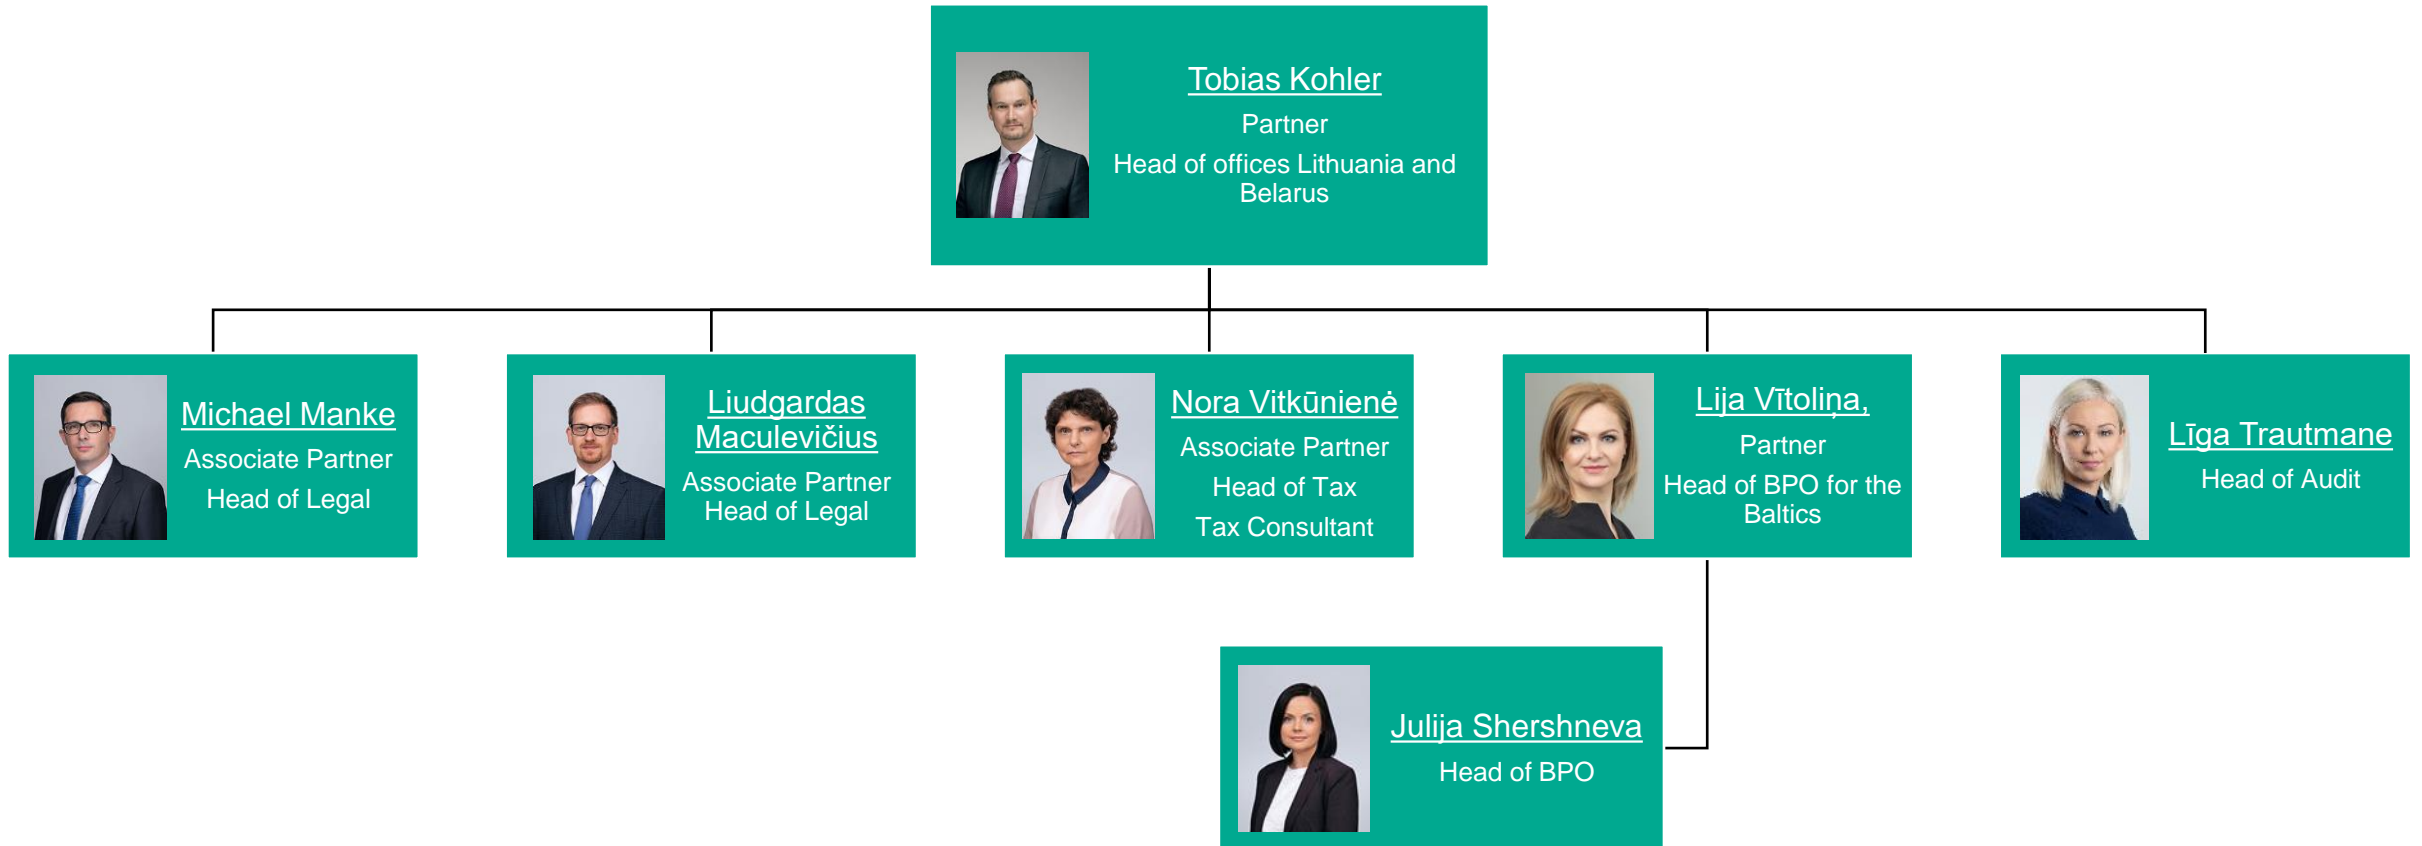 Tobias Kohler
Partner
Head of offices Lithuania and
Belarus
Michael Manke
Associate Partner
Head of Legal
Liudgardas
Maculevičius
Associate Partner
Head of Legal
Nora Vitkūnienė
Associate Partner
Head of Tax
Tax Consultant
Lija Vītoliņa,
Partner
Head of BPO for the
Baltics
Līga Trautmane
Head of Audit
Julija Shershneva
Head of BPO